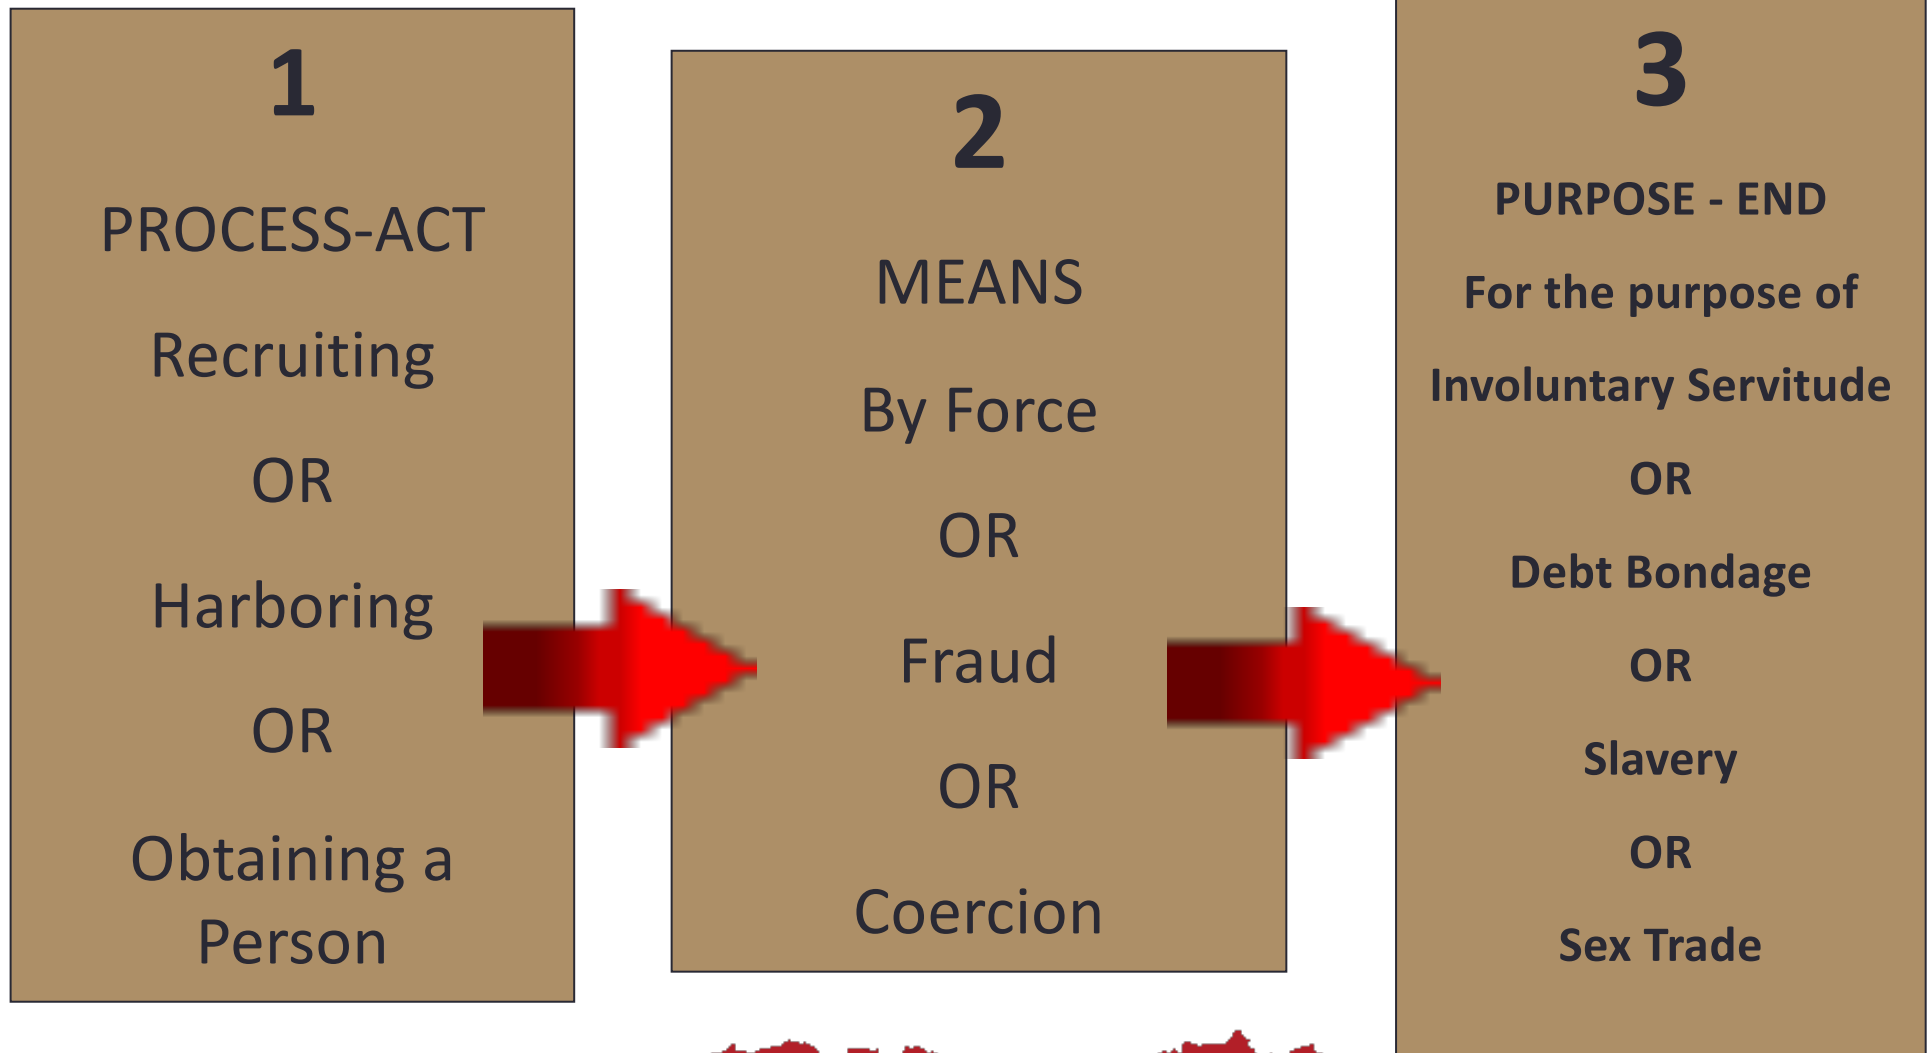 1
PROCESS-ACT
Recruiting
OR
Harboring
OR
Obtaining a
Person
2
MEANS
By Force
OR
Fraud
OR
Coercion
3
PURPOSE - END
For the purpose of
Involuntary Servitude
OR
Debt Bondage
OR
Slavery
OR
Sex Trade